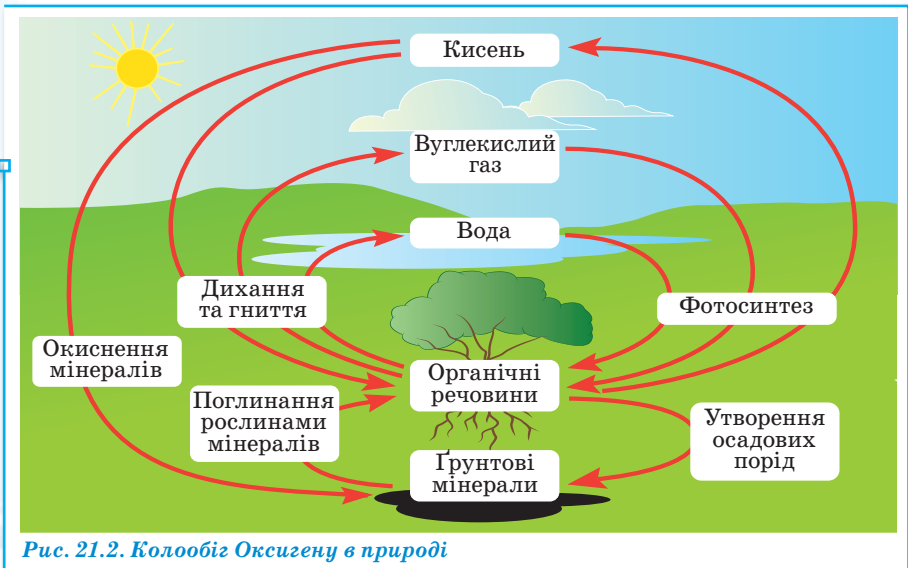 Кисень
Вуглекислий
газ
Вода
Дихання
та гниття
Фотосинтез
Окиснення
мінералів
Органічні
речовини
Поглинання
рослинами
мінералів
Утворення
осадових
порід
Ґрунтові
мінерали
Рис. 21.2. Колообіг Оксигену в природі